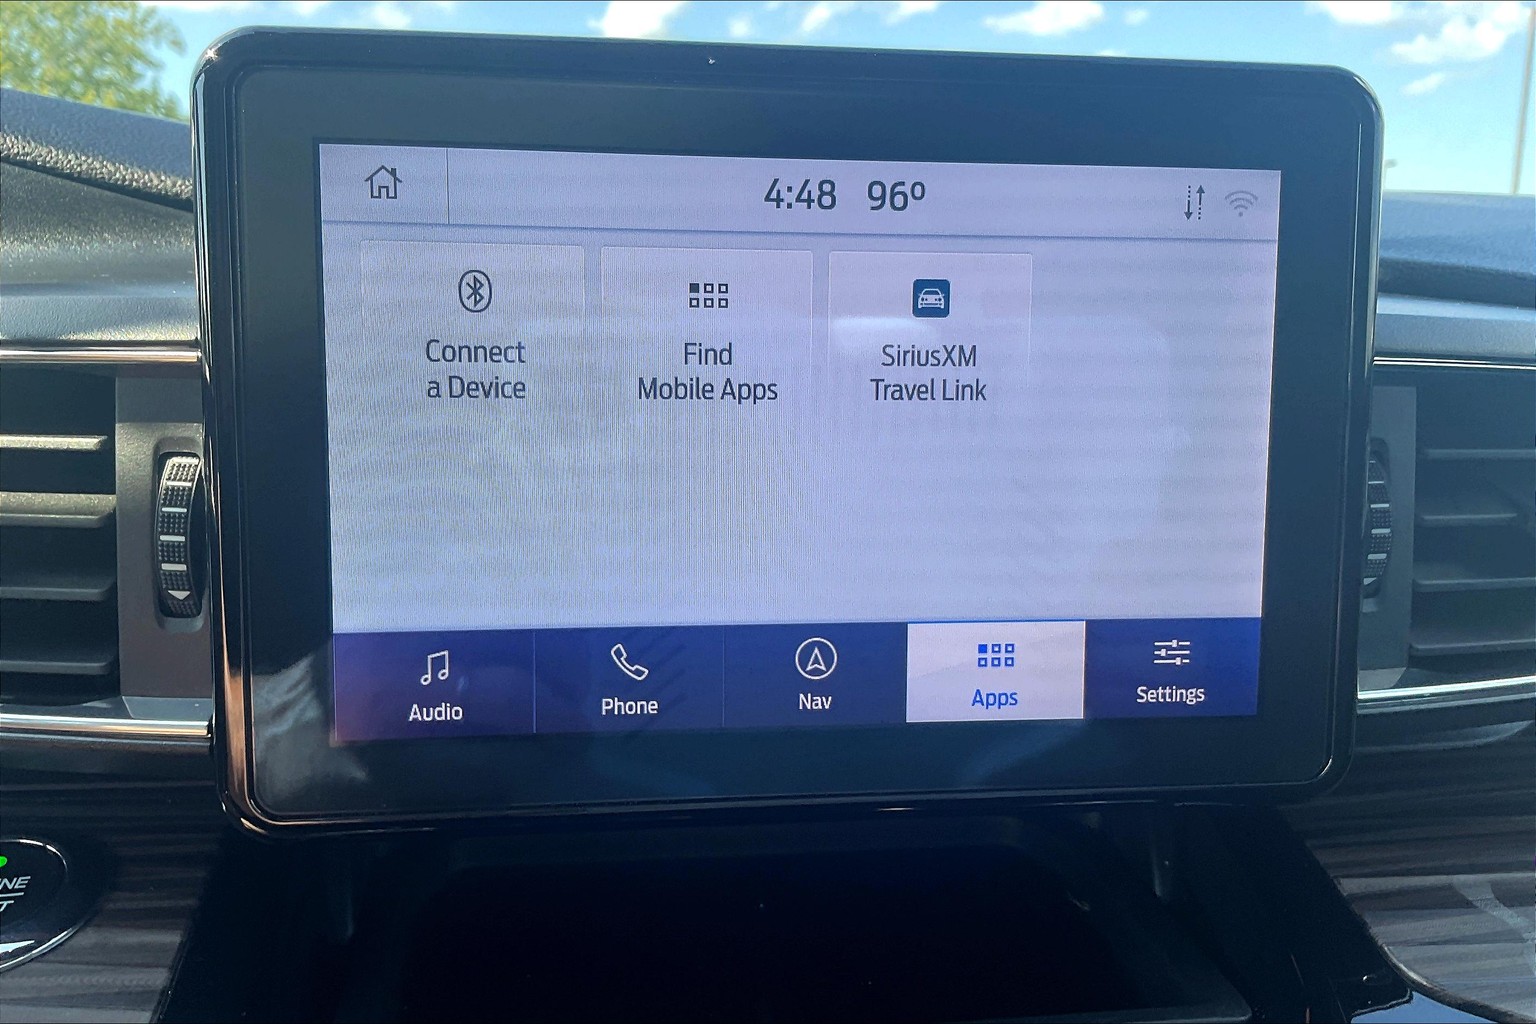 4:48 96º
Connect
a Device
Find
Mobile Apps
SiriusXM
Travel Link
Audio
Phone
Nav
Apps
Settings